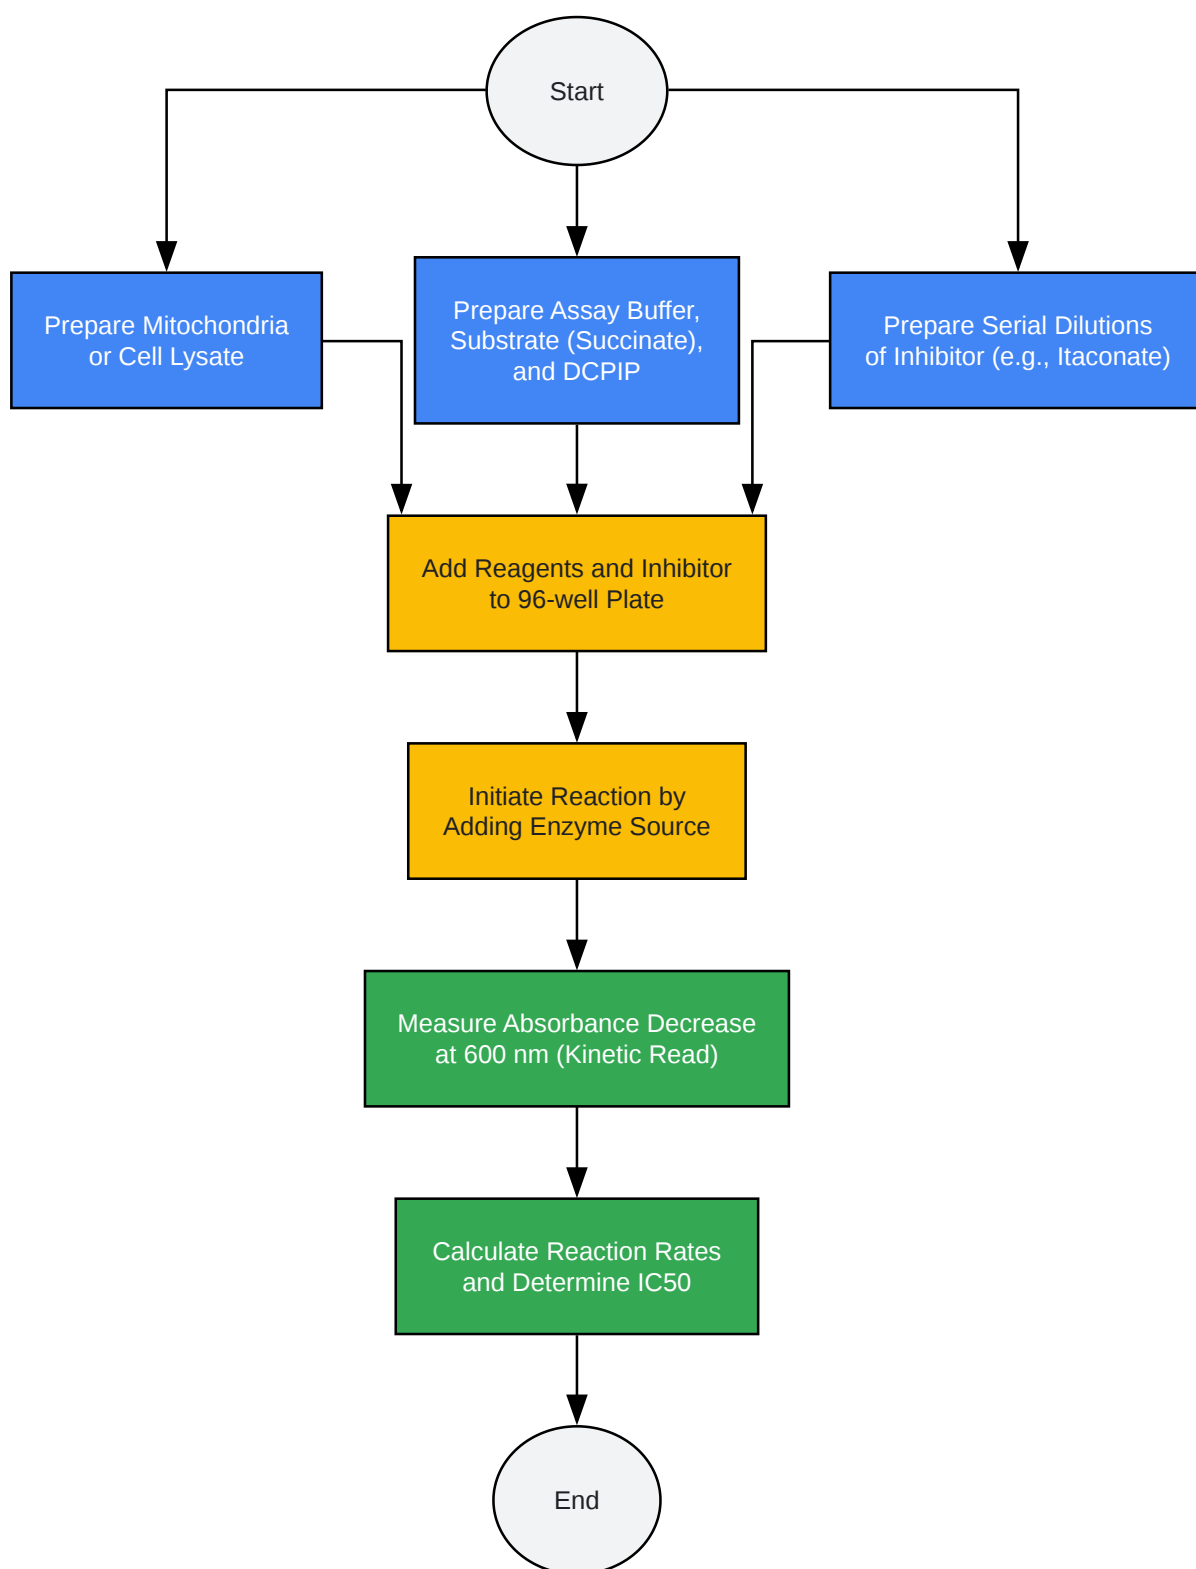 Start
Prepare Mitochondria
or Cell Lysate
Prepare Assay Buffer,
Substrate (Succinate),
and DCPIP
Prepare Serial Dilutions
of Inhibitor (e.g., Itaconate)
Add Reagents and Inhibitor
to 96-well Plate
Initiate Reaction by
Adding Enzyme Source
Measure Absorbance Decrease
at 600 nm (Kinetic Read)
Calculate Reaction Rates
and Determine IC50
End